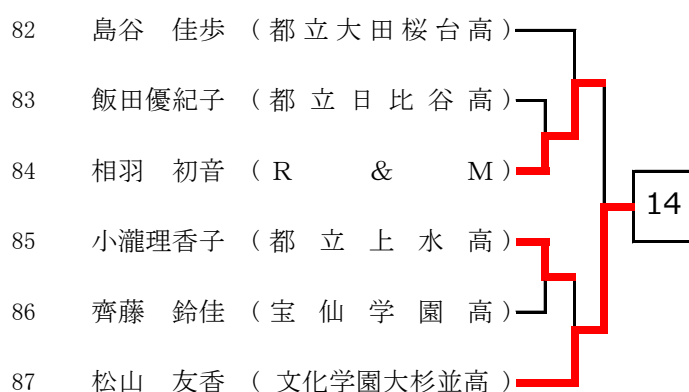 82 島谷 佳歩 (都立大田桜台高)
83 飯田優紀子 (都立日比谷高)
84 相羽 初音 (R & M)
14
85 小瀧理香子 (都立上水高)
86 齊藤 鈴佳 (宝仙学園高)
87 松山 友香 (文化学園大杉並高)